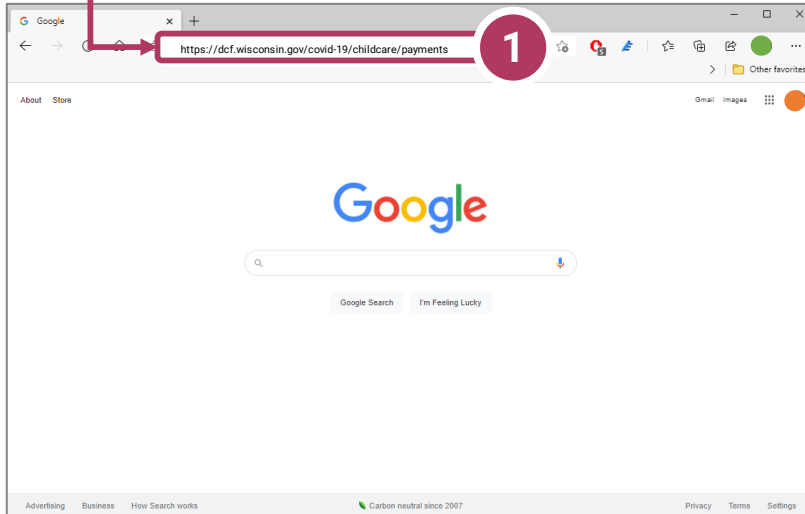 Google
https://dcf.wisconsin.gov/covid-19/childcare/payments
1
5
Other favorites
About Store
Gmail Images
Google
Google Search I'm Feeling Lucky
Advertising Business How Search works Carbon neutral since 2007 Privacy Terms Settings